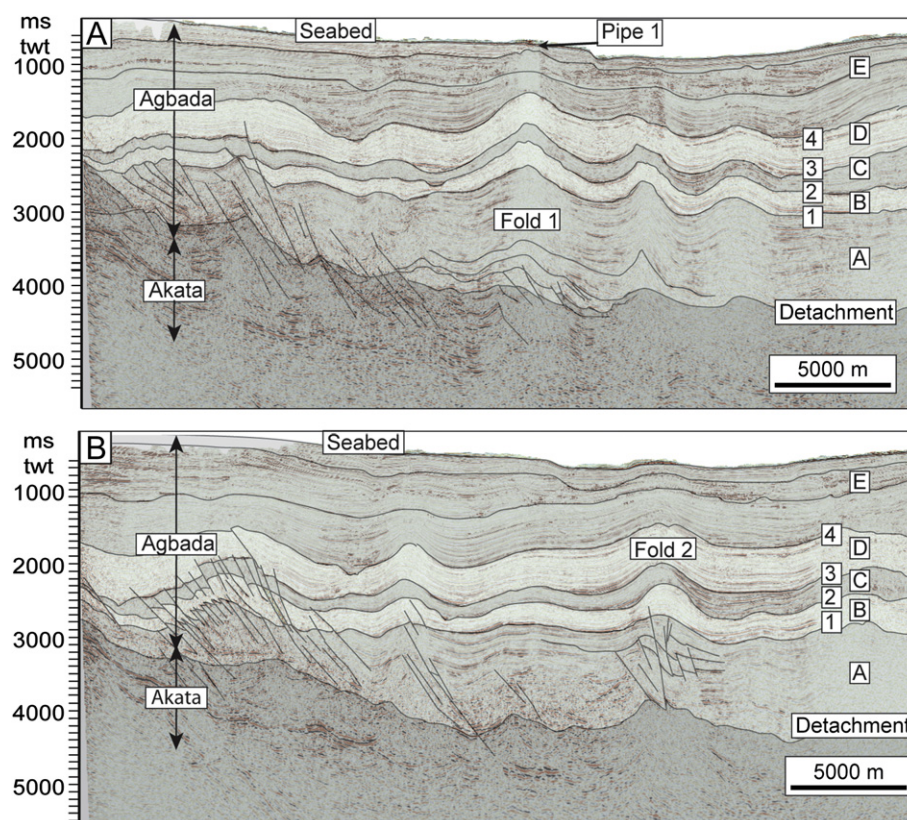 ms
twt
A
Seabed
Pipe 1
1000
E
Agbada
2000
4
D
3
C
2
B
3000
1
Fold 1
A
4000
Akata
Detachment
5000
5000 m
ms
twt
B
Seabed
1000
E
4
Agbada
D
2000
Fold 2
3
C
2
B
1
3000
A
Akata
4000
Detachment
5000
5000 m